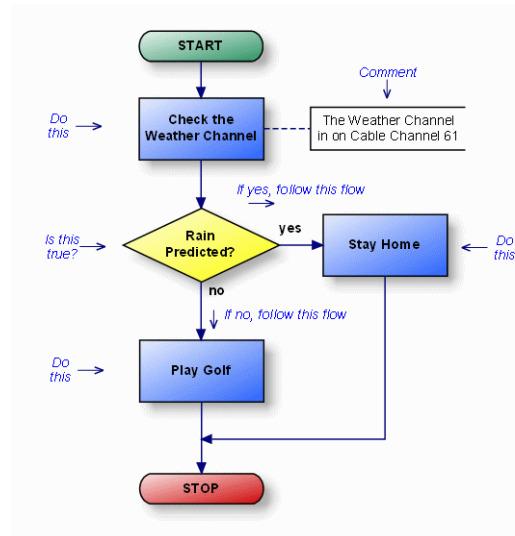 START
Comment
Do
this
Check the
Weather Channel
The Weather Channel
in on Cable Channel 61
If yes, follow this flow
Is this
true?
Rain
Predicted?
yes
Stay Home
Do
this
no
If no, follow this flow
Do
this
Play Golf
STOP